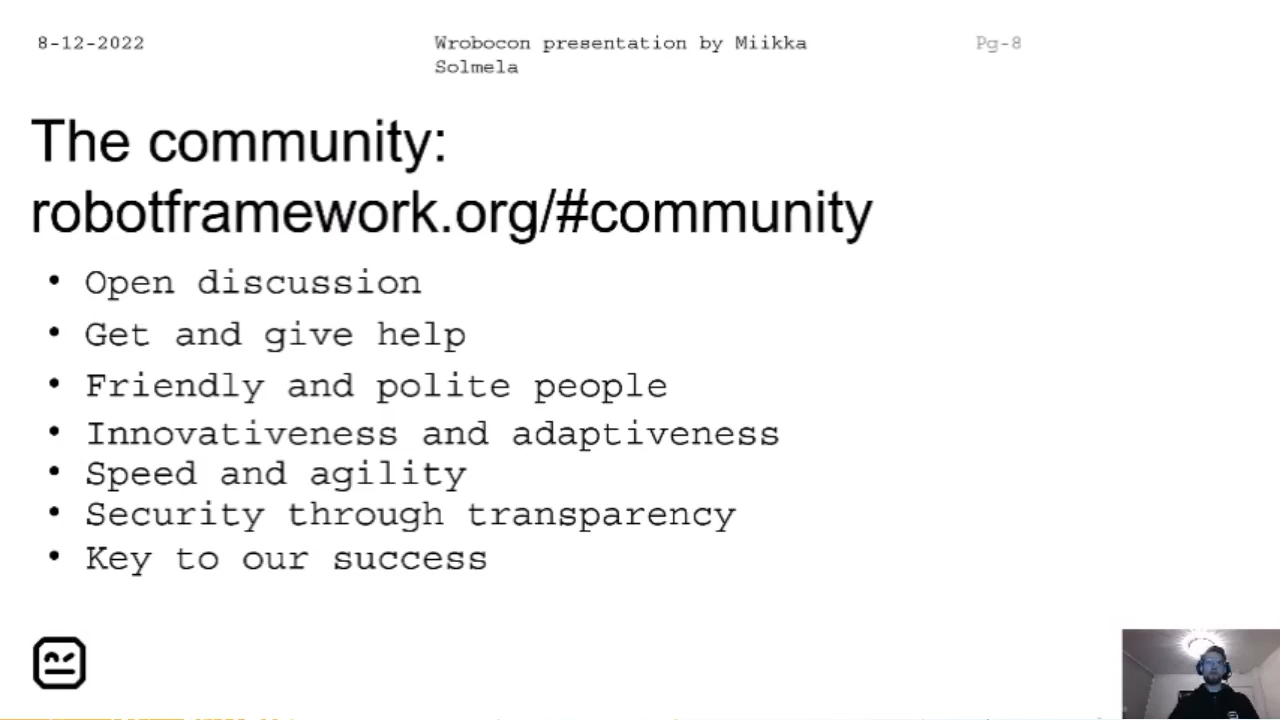 8-12-2022
Wrobocon presentation by Miikka
Solmela
Pg-8
The community:
robotframework.org/#community
• Open discussion
• Get and give help
• Friendly and polite people
• Innovativeness and adaptiveness
• Speed and agility
• Security through transparency
• Key to our success